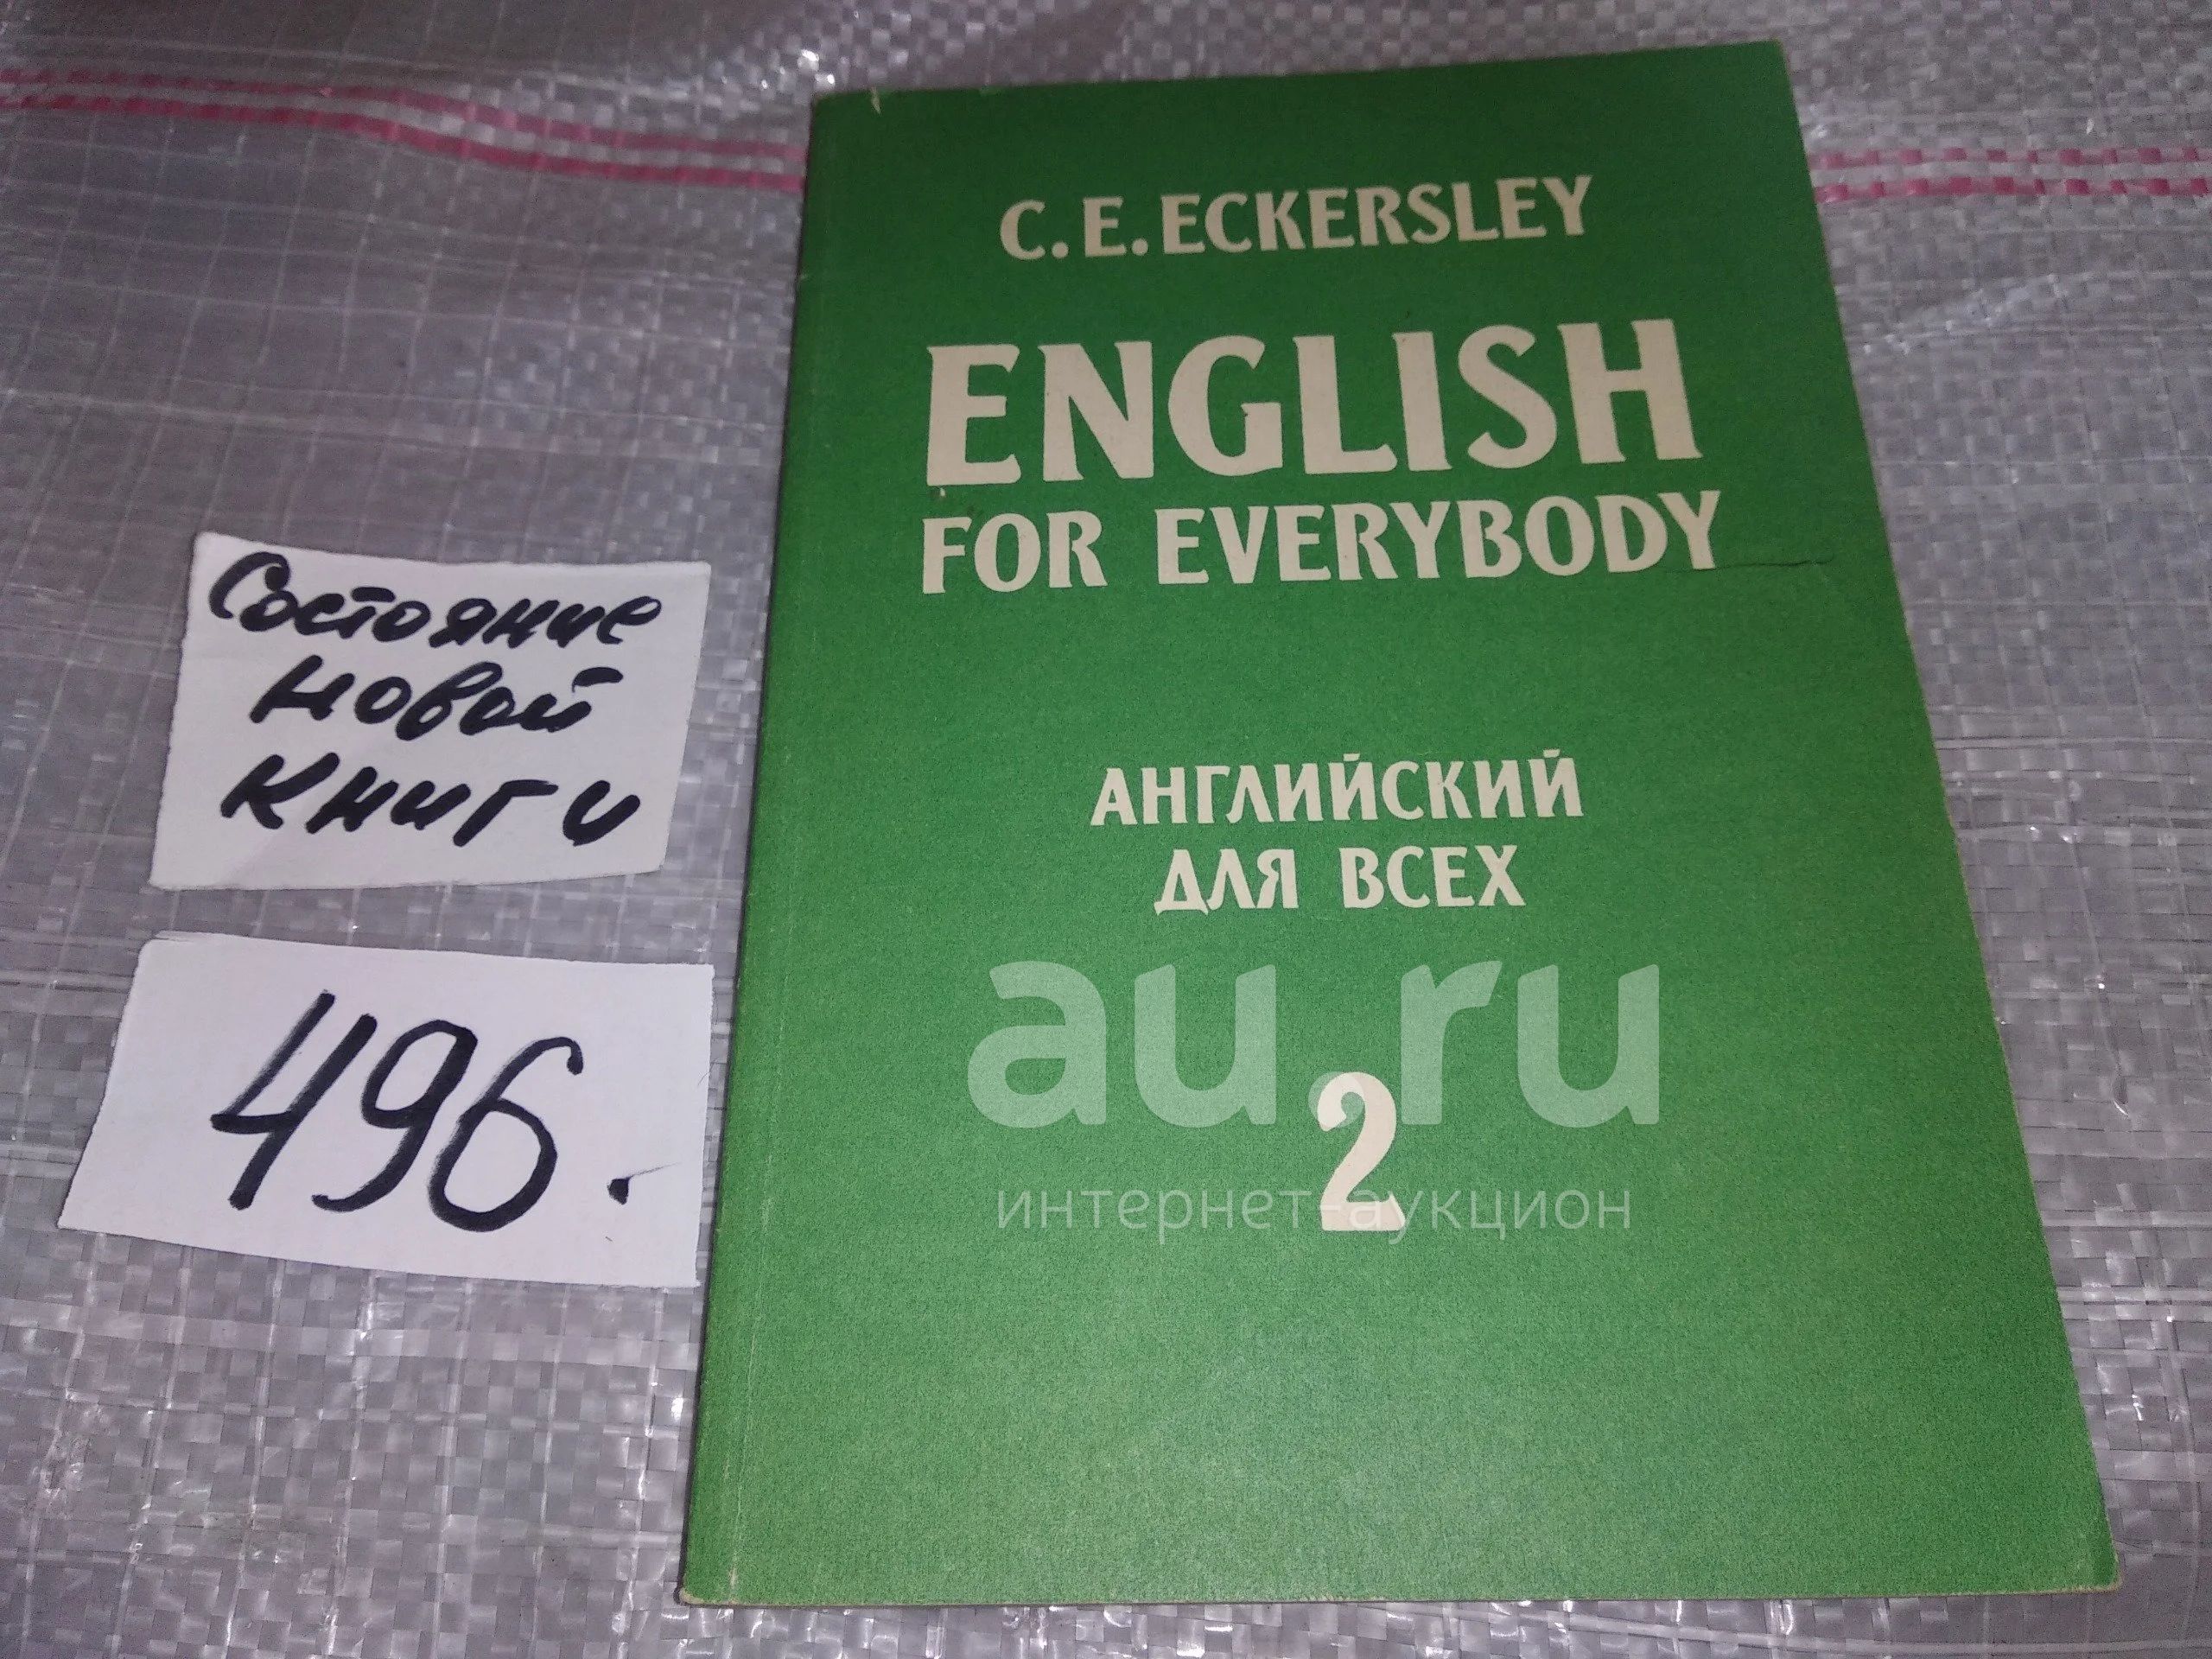 C. E. ECKERSLEY
ENGLISH
FOR EVERYBODY
АНГЛИЙСКИЙ
ДЛЯ ВСЕХ
au.ru
2
интернет-аукцион
Состояние
новой
книги
496.